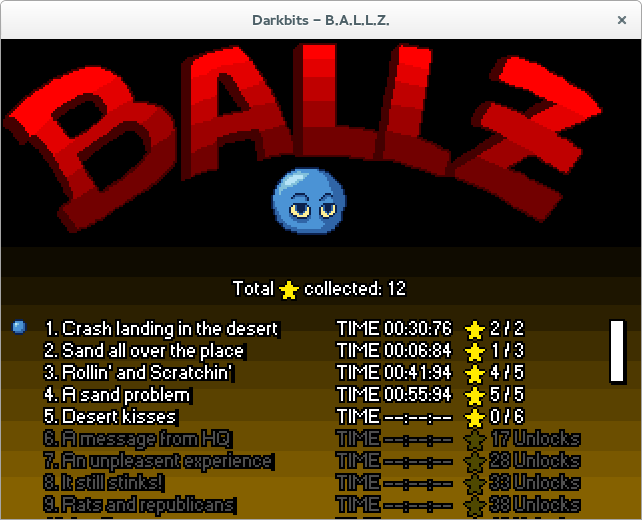 Darkbits - B.A.L.L.Z.
BALLZ
Total collected: 12
1. Crash landing in the desert TIME 00:30:76 2 / 2
2. Sand all over the place TIME 00:06:84 1 / 3
3. Rollin' and Scratchin' TIME 00:41:94 4 / 5
4. A sand problem TIME 00:55:94 5 / 5
5. Desert kisses TIME --:--:-- 0 / 6
6. A message from HQ TIME --:--:-- 17 Unlocks
7. An unpleasent experience TIME --:--:-- 28 Unlocks
8. It still stinks! TIME --:--:-- 33 Unlocks
9. Rats and republicans TIME --:--:-- 38 Unlocks